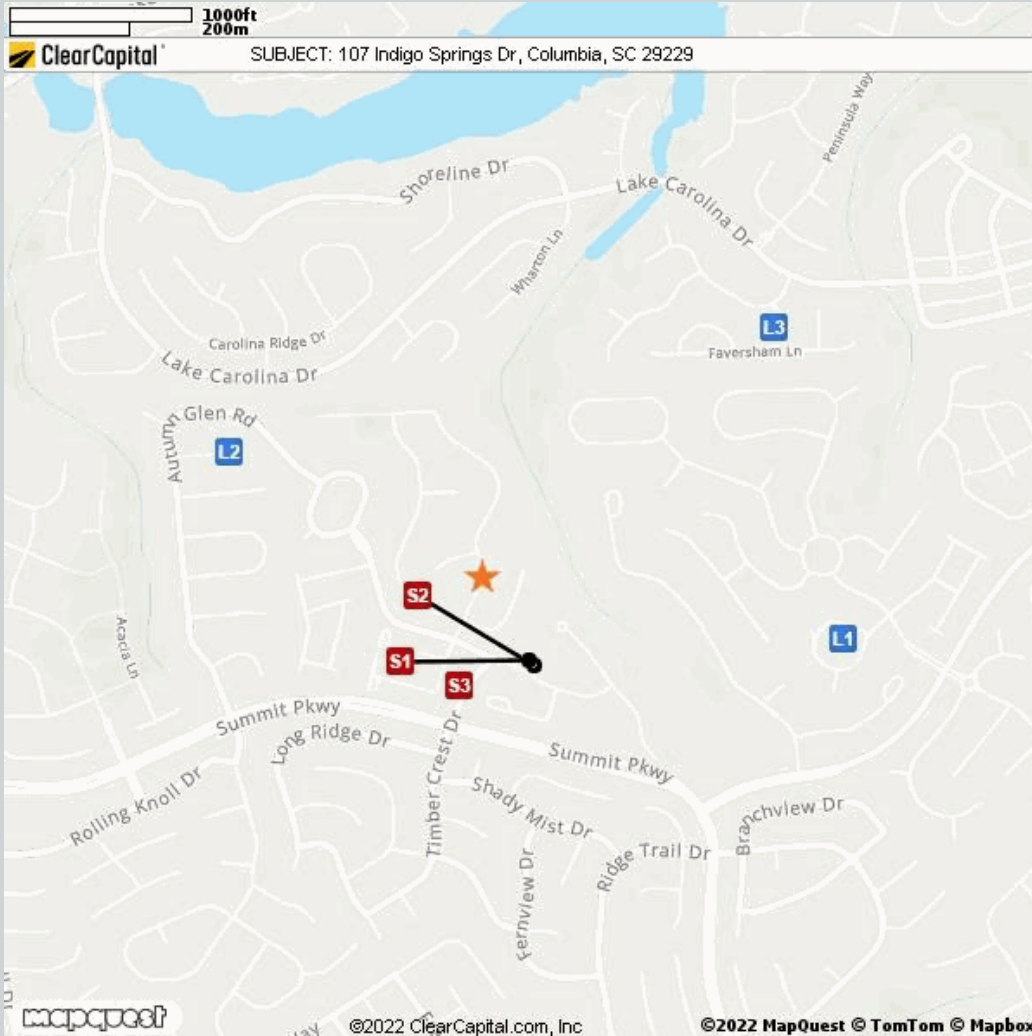 1000ft
200m
ClearCapital
SUBJECT: 107 Indigo Springs Dr, Columbia, SC 29229
Peninsula Way
Shoreline Dr
Lake Carolina Dr
Wharton Ln
L3
Carolina Ridge Dr
Faversham Ln
Lake Carolina Dr
Autumn Glen Rd
L2
S2
Acacia Ln
L1
S1
S3
Summit Pkwy
Long Ridge Dr
Timber Crest Dr
Summit Pkwy
Rolling Knoll Dr
Shady Mist Dr
Branchview Dr
Ridge Trail Dr
Fernview Dr
mapquest
©2022 ClearCapital.com, Inc
©2022 MapQuest © TomTom © Mapbox